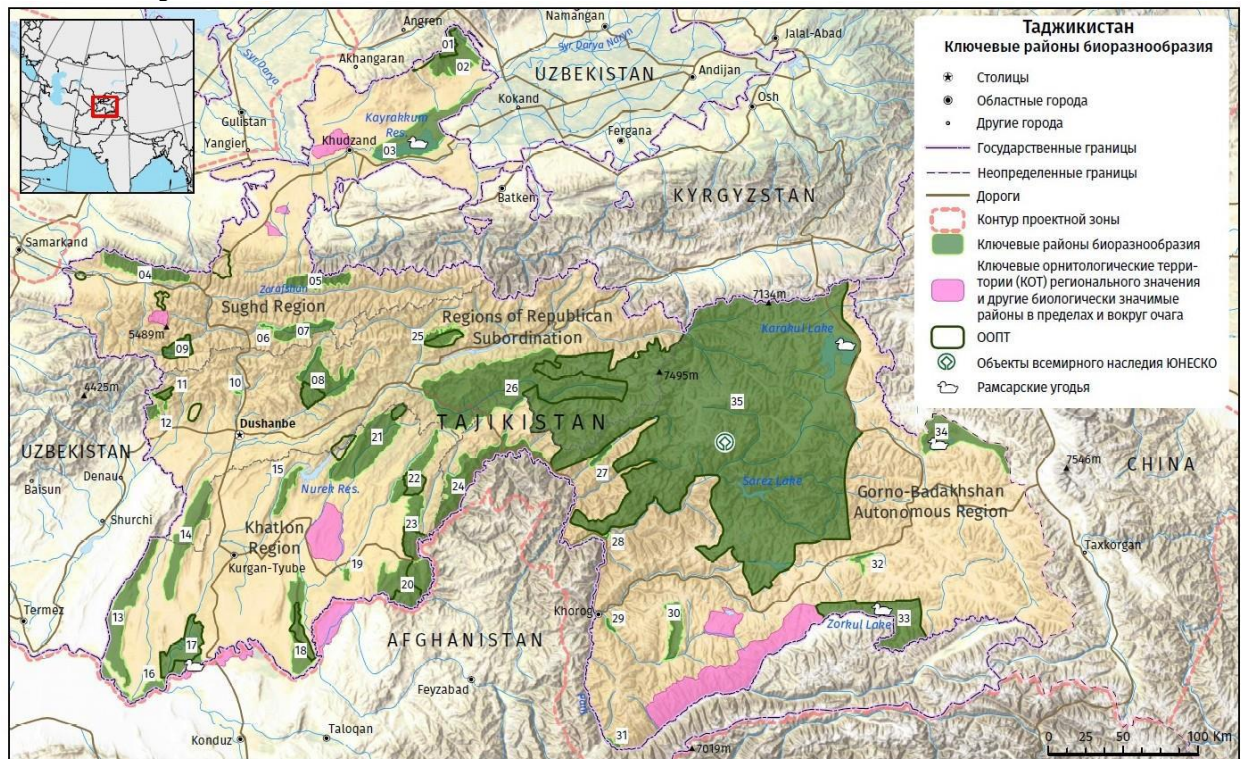 Таджикистан
Ключевые районы биоразнообразия
Столицы
Областные города
Другие города
Государственные границы
Неопределенные границы
Дороги
Контур проектной зоны
Ключевые районы биоразнообразия
Ключевые орнитологические терри-
тории (КОТ) регионального значения
и другие биологически значимые
районы в пределах и вокруг очага
ООПТ
Объекты всемирного наследия ЮНЕСКО
Рамсарские угодья
Angren
Namangan
Jalal-Abad
01
02
Akhangaran
Syr Darya
Syr Darya
Naryn
UZBEKISTAN
Andijan
Gulistan
Kokand
Osh
Kayrakkum
Res.
Yangier
Khudzand
03
Fergana
Batken
KYRGYZSTAN
Samarkand
04
05
Zarafshan
Sughd Region
7134m
Karakul Lake
5489m
06
07
25
Regions of Republican
Subordination
09
08
7495m
4425m
11
10
26
35
12
Dushanbe
TAJIKISTAN
34
UZBEKISTAN
21
7546m
CHINA
Denau
Baisun
15
Nurek Res.
22
24
27
Sarez Lake
Gorno-Badakhshan
Autonomous Region
Shurchi
14
Khatlon
Region
23
28
Taxkorgan
Kurgan-Tyube
19
20
32
Termez
13
Khorog
29
30
33
Zorkul Lake
17
18
AFGHANISTAN
16
Feyzabad
31
Konduz
Taloqan
7019m
0
25
50
100 Km